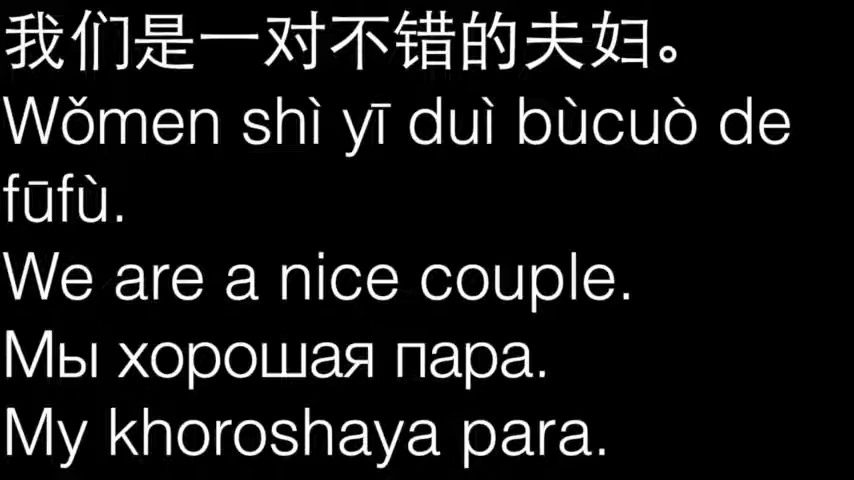 我们是一对不错的夫妇。
Wǒmen shì yī duì bùcuò de
fūfù.
We are a nice couple.
Мы хорошая пара.
My khoroshaya para.